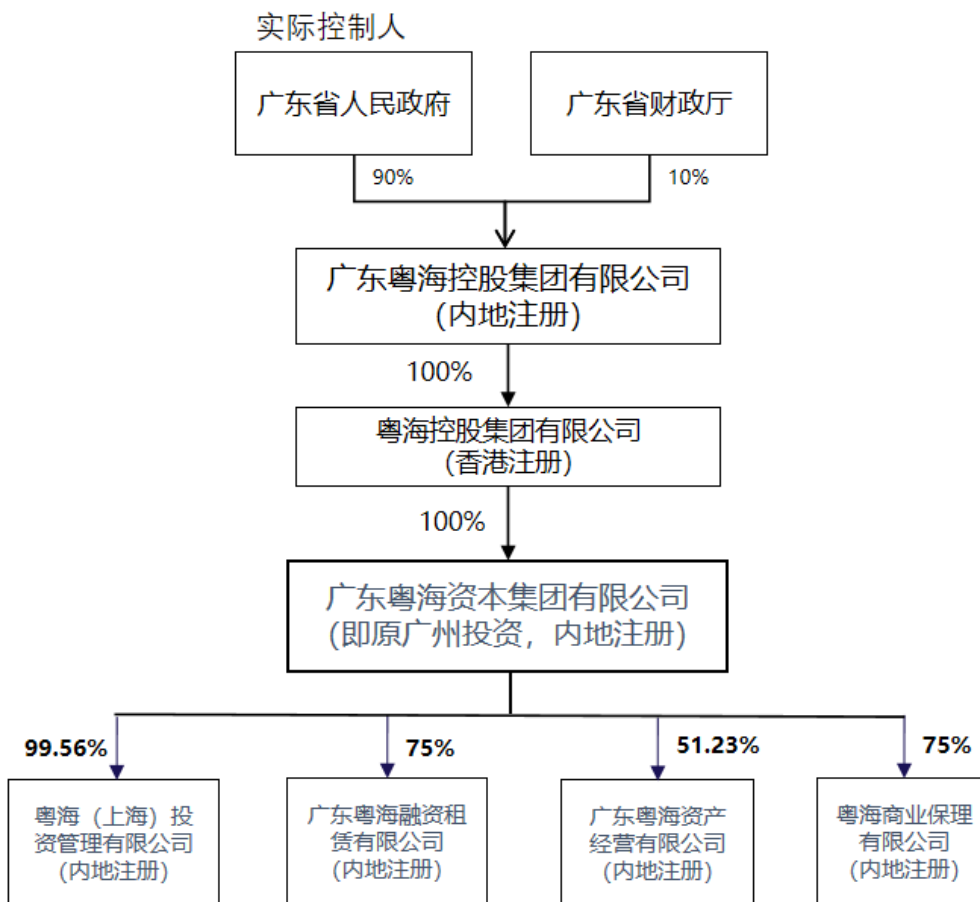 实际控制人
广东省人民政府
广东省财政厅
90%
10%
广东粤海控股集团有限公司
(内地注册)
100%
粤海控股集团有限公司
(香港注册)
100%
广东粤海资本集团有限公司
(即原广州投资，内地注册)
99.56%
75%
51.23%
75%
粤海（上海）投
资管理有限公司
(内地注册)
广东粤海融资租
赁有限公司
(内地注册)
广东粤海资产
经营有限公司
(内地注册)
粤海商业保理
有限公司
(内地注册)